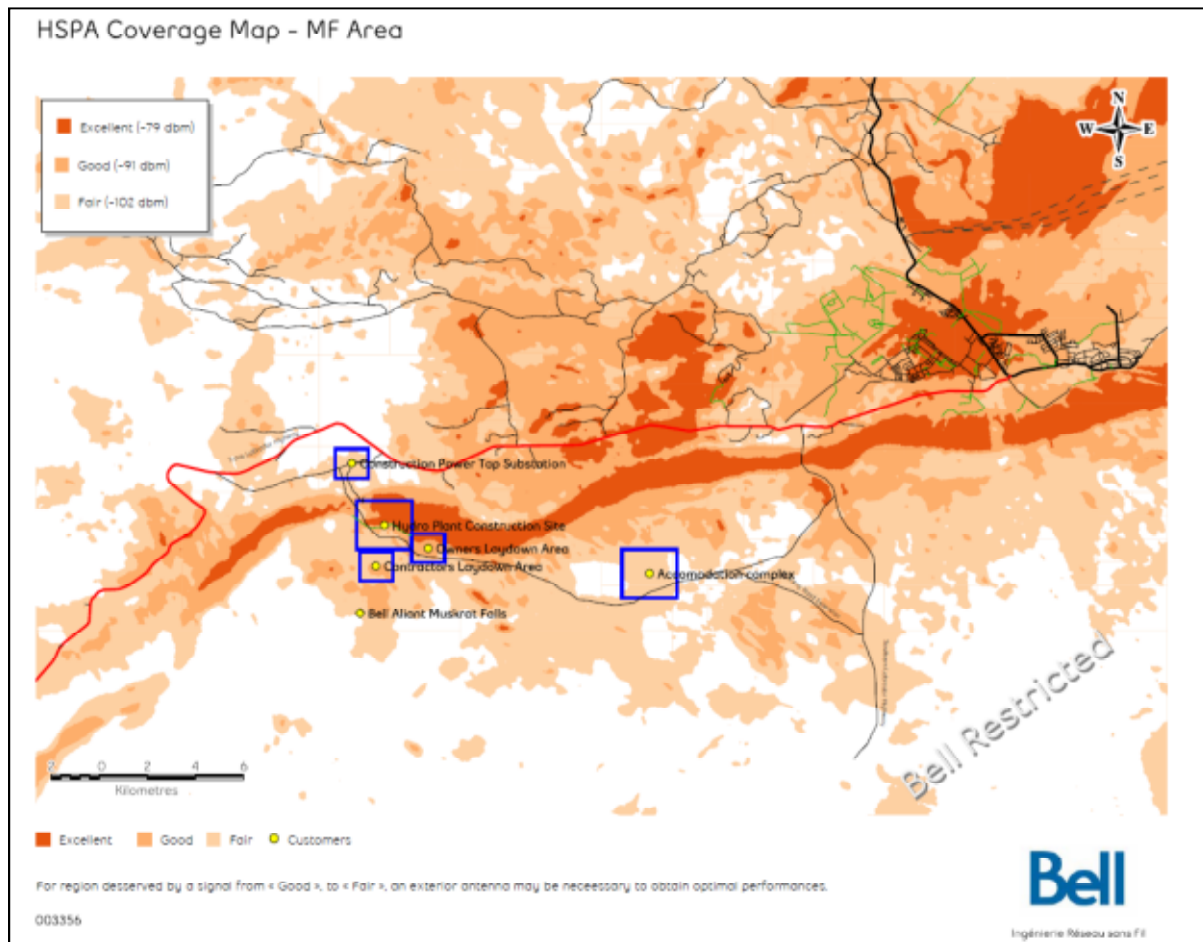 HSPA Coverage Map - MF Area
Excellent (-79 dbm)
Good (-91 dbm)
Fair (-102 dbm)
N
W E
S
Trans Labrador Highway
Construction Power Tap Substation
Hydro Plant Construction Site
Owners Laydown Area
Contractors Laydown Area
Accomodation complex
Bell Aliant Muskrat Falls
Bell Restricted
2 0 2 4 6
Kilometres
Excellent Good Fair Customers
For region desserved by a signal from « Good », to « Fair », an exterior antenna may be neceessary to obtain optimal performances.
003356
Bell
Ingénierie Réseau sans Fil